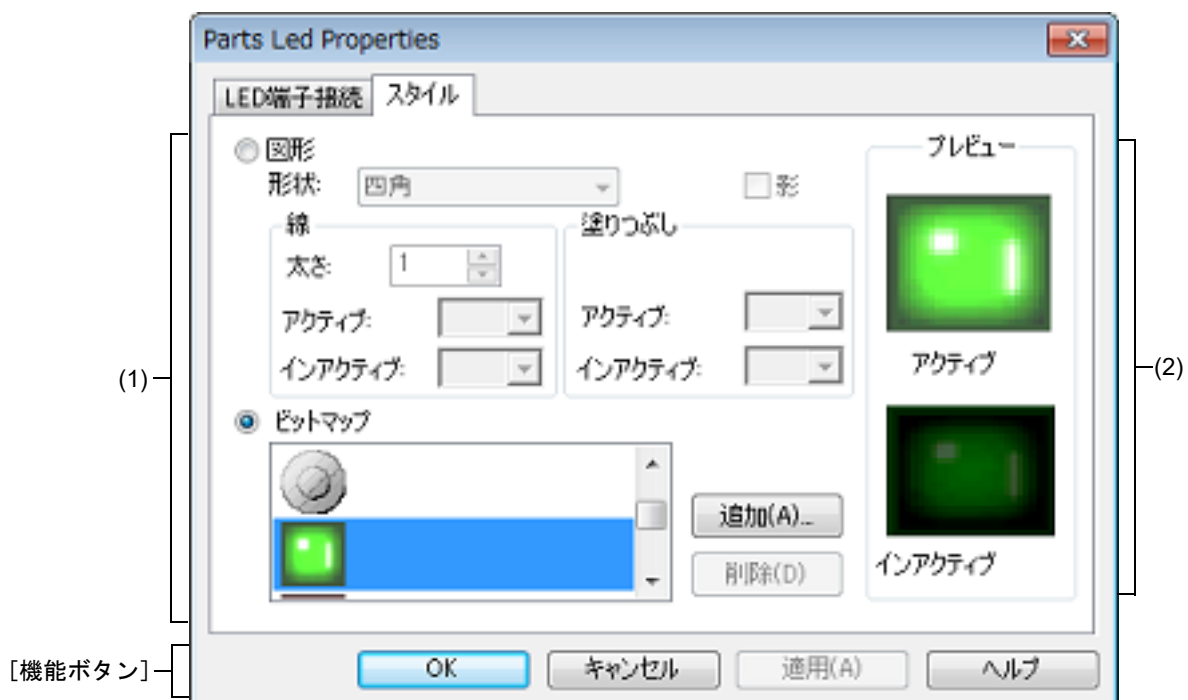 Parts Led Properties
LED端子接続 スタイル
図形
形状: 四角 影
線
太さ: 1
アクティブ:
インアクティブ:
塗りつぶし
アクティブ:
インアクティブ:
ビットマップ
追加(A)...
削除(D)
プレビュー
アクティブ
インアクティブ
(1)
(2)
[機能ボタン]
OK キャンセル 適用(A) ヘルプ